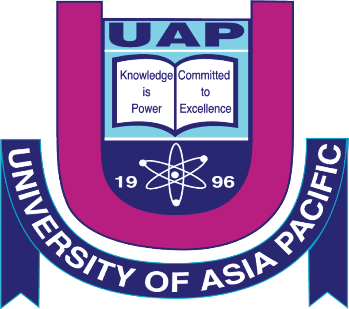 UAP
Knowledge
is
Power
Committed
to
Excellence
19 96
UNIVERSITY OF ASIA PACIFIC